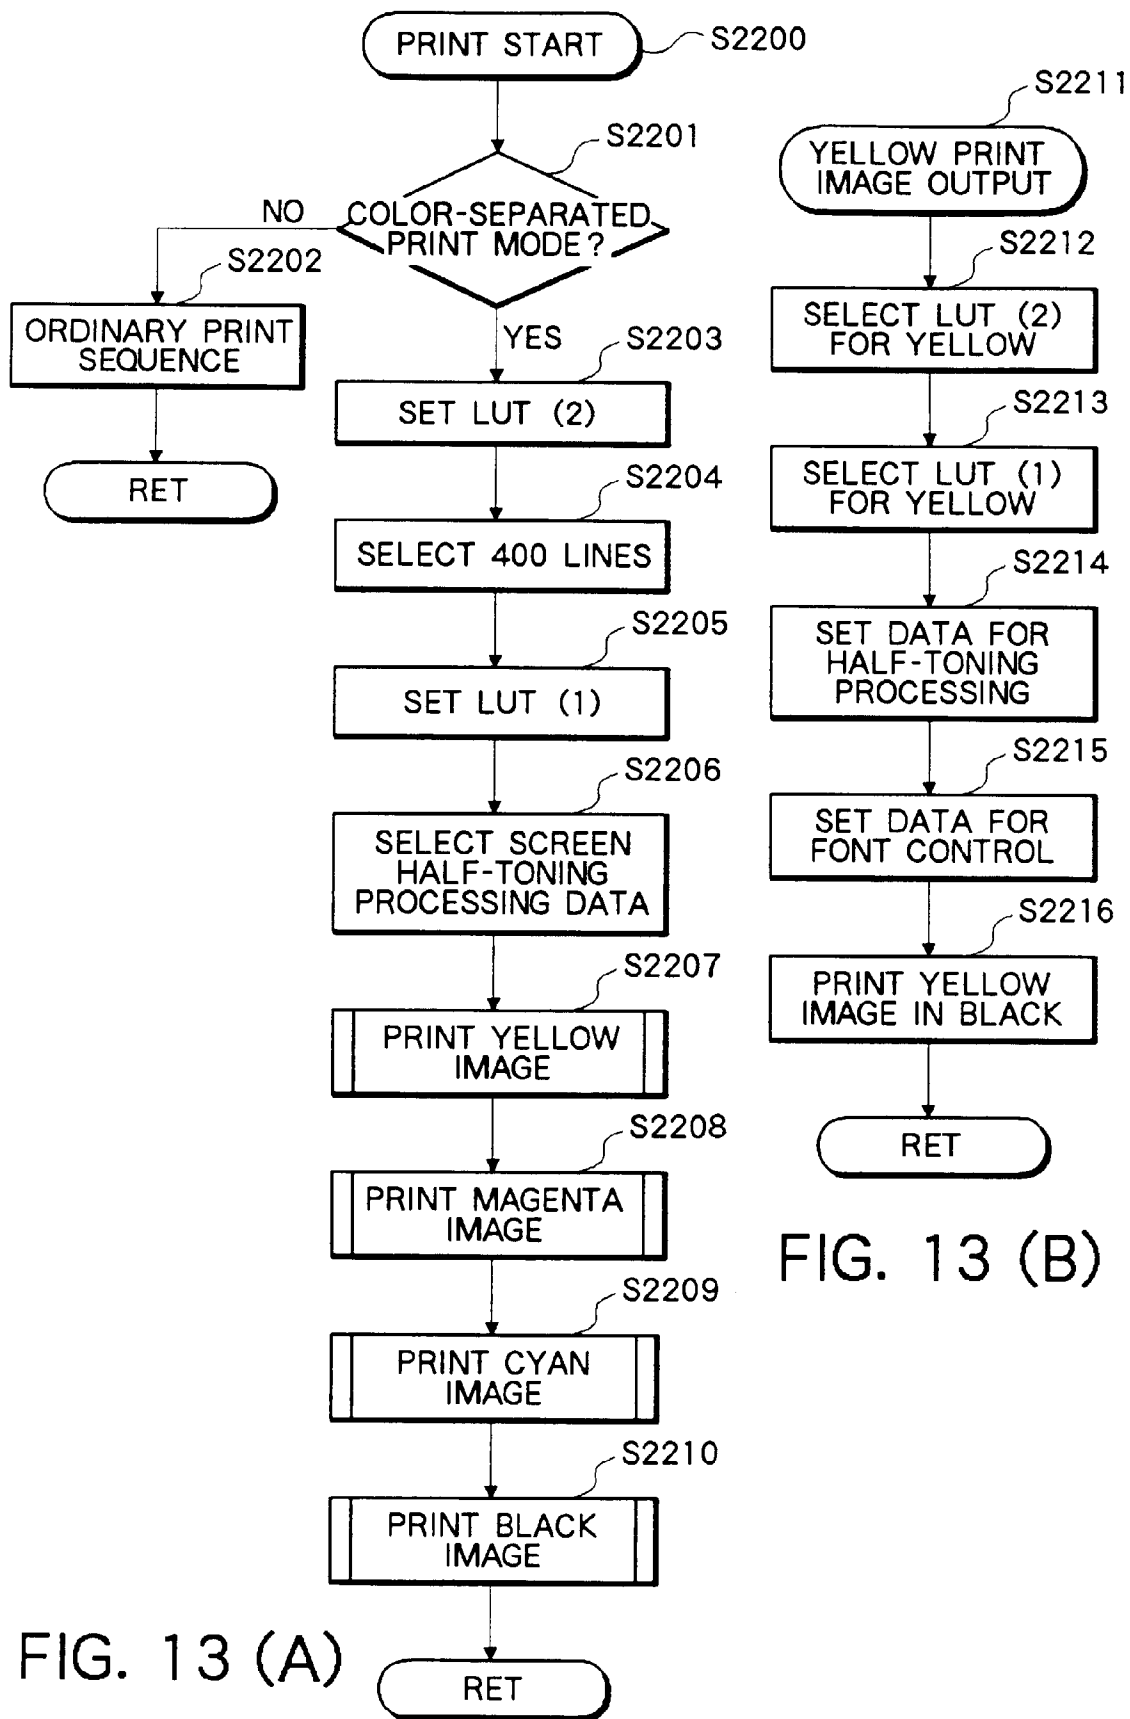 PRINT START
S2200
S2201
COLOR-SEPARATED
PRINT MODE?
NO
YES
S2202
ORDINARY PRINT
SEQUENCE
RET
S2203
SET LUT (2)
S2204
SELECT 400 LINES
S2205
SET LUT (1)
S2206
SELECT SCREEN
HALF-TONING
PROCESSING DATA
S2207
PRINT YELLOW
IMAGE
S2208
PRINT MAGENTA
IMAGE
S2209
PRINT CYAN
IMAGE
S2210
PRINT BLACK
IMAGE
RET
FIG. 13 (A)
S2211
YELLOW PRINT
IMAGE OUTPUT
S2212
SELECT LUT (2)
FOR YELLOW
S2213
SELECT LUT (1)
FOR YELLOW
S2214
SET DATA FOR
HALF-TONING
PROCESSING
S2215
SET DATA FOR
FONT CONTROL
S2216
PRINT YELLOW
IMAGE IN BLACK
RET
FIG. 13 (B)